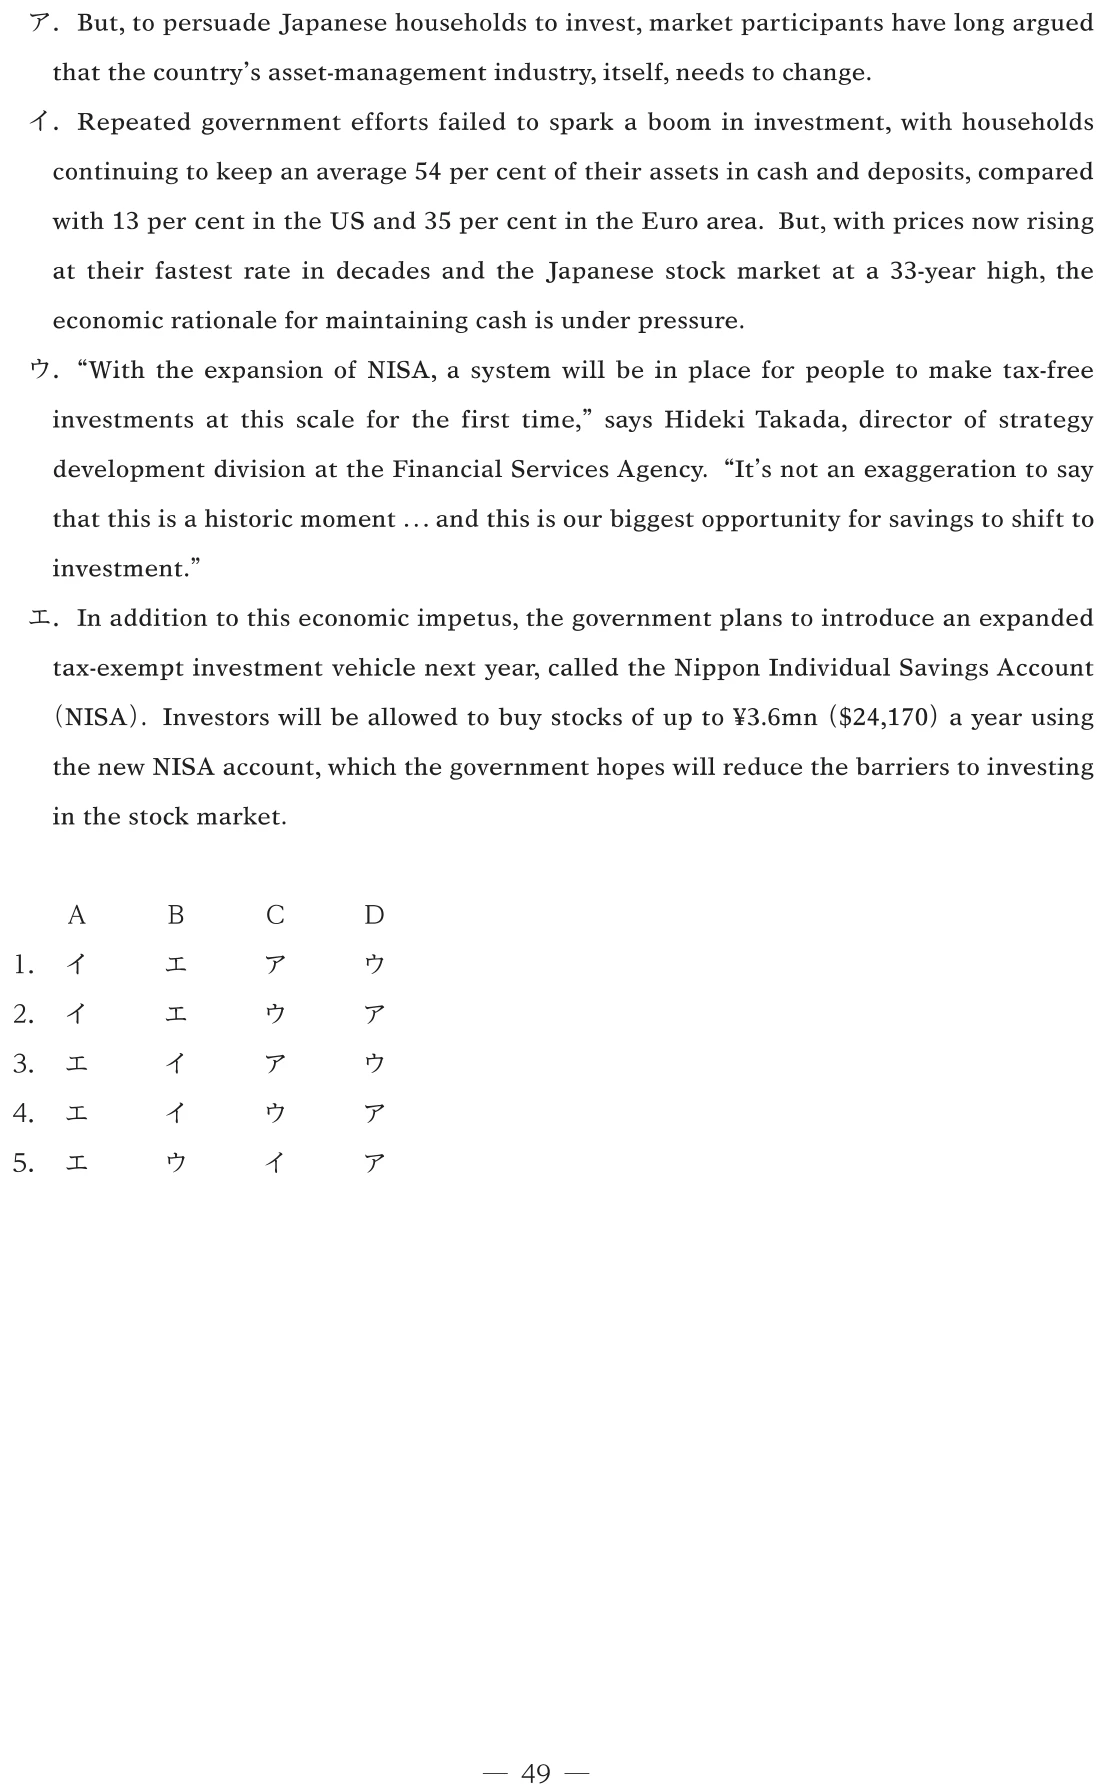 ア. But, to persuade Japanese households to invest, market participants have long argued
that the country’s asset-management industry, itself, needs to change.
イ. Repeated government efforts failed to spark a boom in investment, with households
continuing to keep an average 54 per cent of their assets in cash and deposits, compared
with 13 per cent in the US and 35 per cent in the Euro area. But, with prices now rising
at their fastest rate in decades and the Japanese stock market at a 33-year high, the
economic rationale for maintaining cash is under pressure.
ウ. “With the expansion of NISA, a system will be in place for people to make tax-free
investments at this scale for the first time,” says Hideki Takada, director of strategy
development division at the Financial Services Agency. “It’s not an exaggeration to say
that this is a historic moment … and this is our biggest opportunity for savings to shift to
investment.”
エ. In addition to this economic impetus, the government plans to introduce an expanded
tax-exempt investment vehicle next year, called the Nippon Individual Savings Account
（NISA）. Investors will be allowed to buy stocks of up to ¥3.6mn（$24,170）a year using
the new NISA account, which the government hopes will reduce the barriers to investing
in the stock market.
A B C D
1. イ エ ア ウ
2. イ エ ウ ア
3. エ イ ア ウ
4. エ イ ウ ア
5. エ ウ イ ア
— 49 —